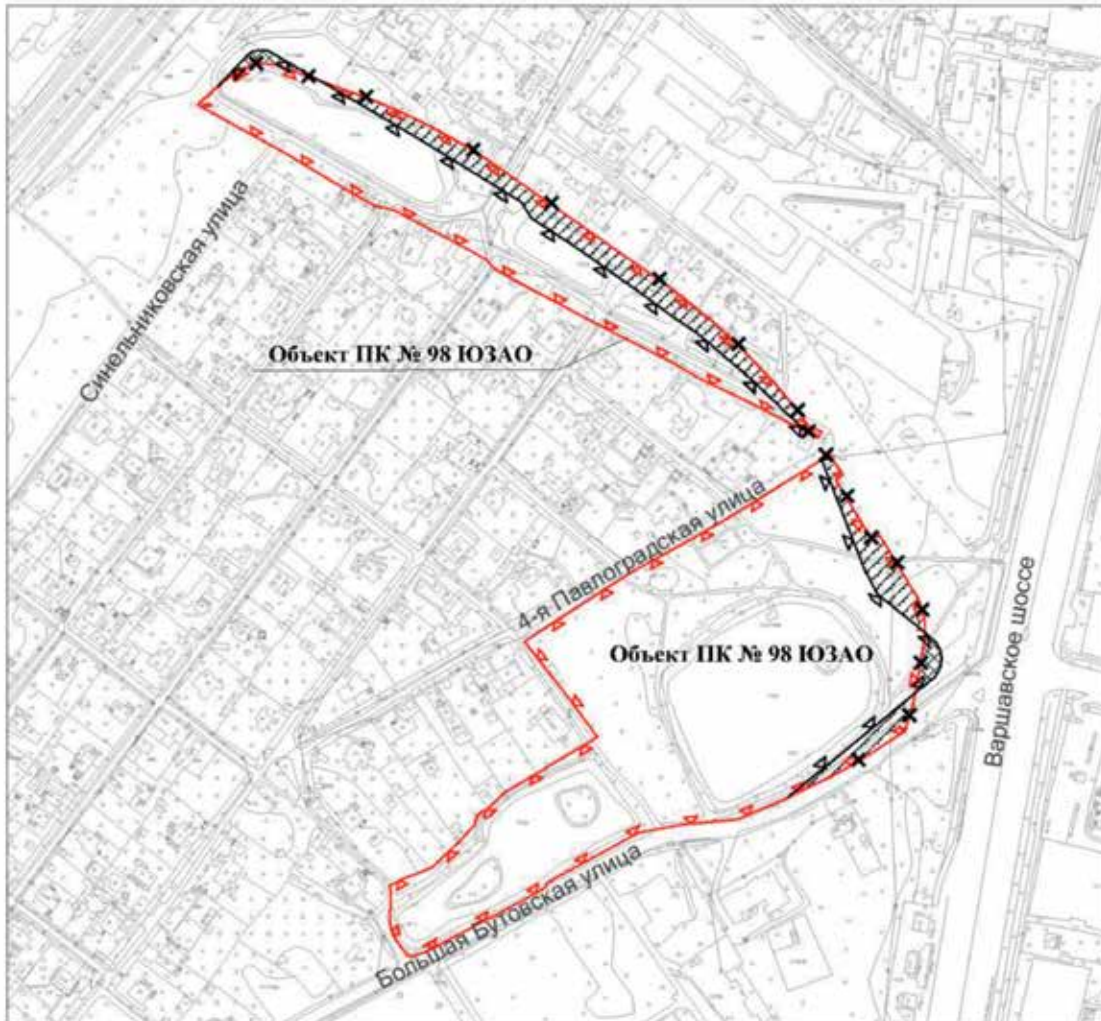 Синельниковская улица
Объект ПК № 98 ЮЗАО
4-я Павлоградская улица
Объект ПК № 98 ЮЗАО
Варшавское шоссе
Большая Бутовская улица